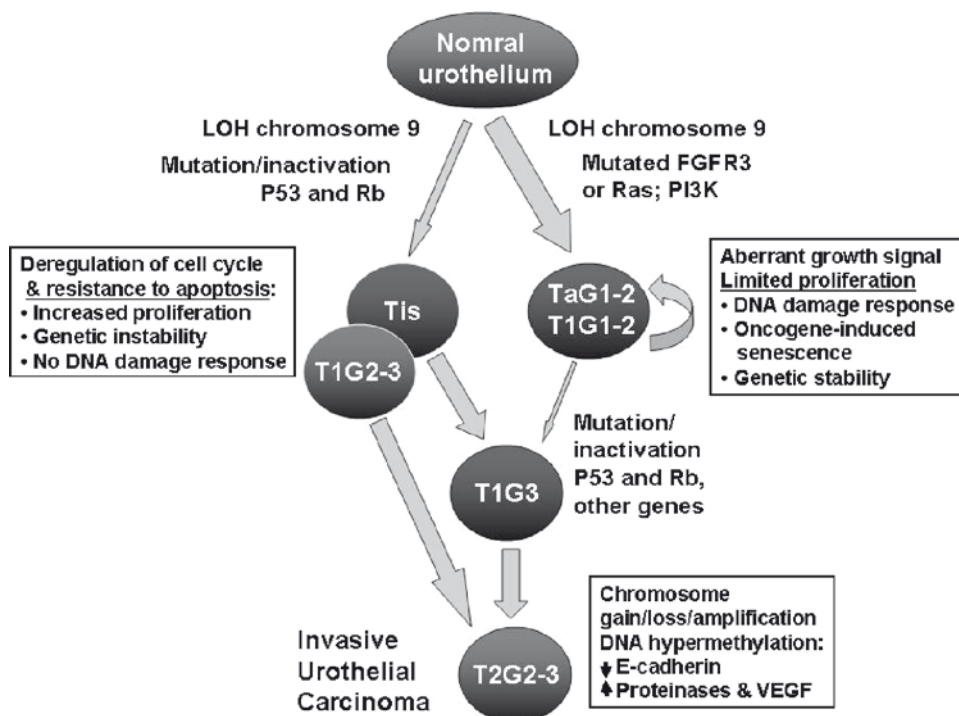 Nomral
urothellum
LOH chromosome 9
Mutation/inactivation
P53 and Rb
LOH chromosome 9
Mutated FGFR3
or Ras; PI3K
Deregulation of cell cycle
& resistance to apoptosis:
• Increased proliferation
• Genetic instability
• No DNA damage response
Tis
T1G2-3
TaG1-2
T1G1-2
Aberrant growth signal
Limited proliferation
• DNA damage response
• Oncogene-induced
senescence
• Genetic stability
Mutation/
inactivation
P53 and Rb,
other genes
T1G3
Invasive
Urothelial
Carcinoma
T2G2-3
Chromosome
gain/loss/amplification
DNA hypermethylation:
E-cadherin
Proteinases & VEGF